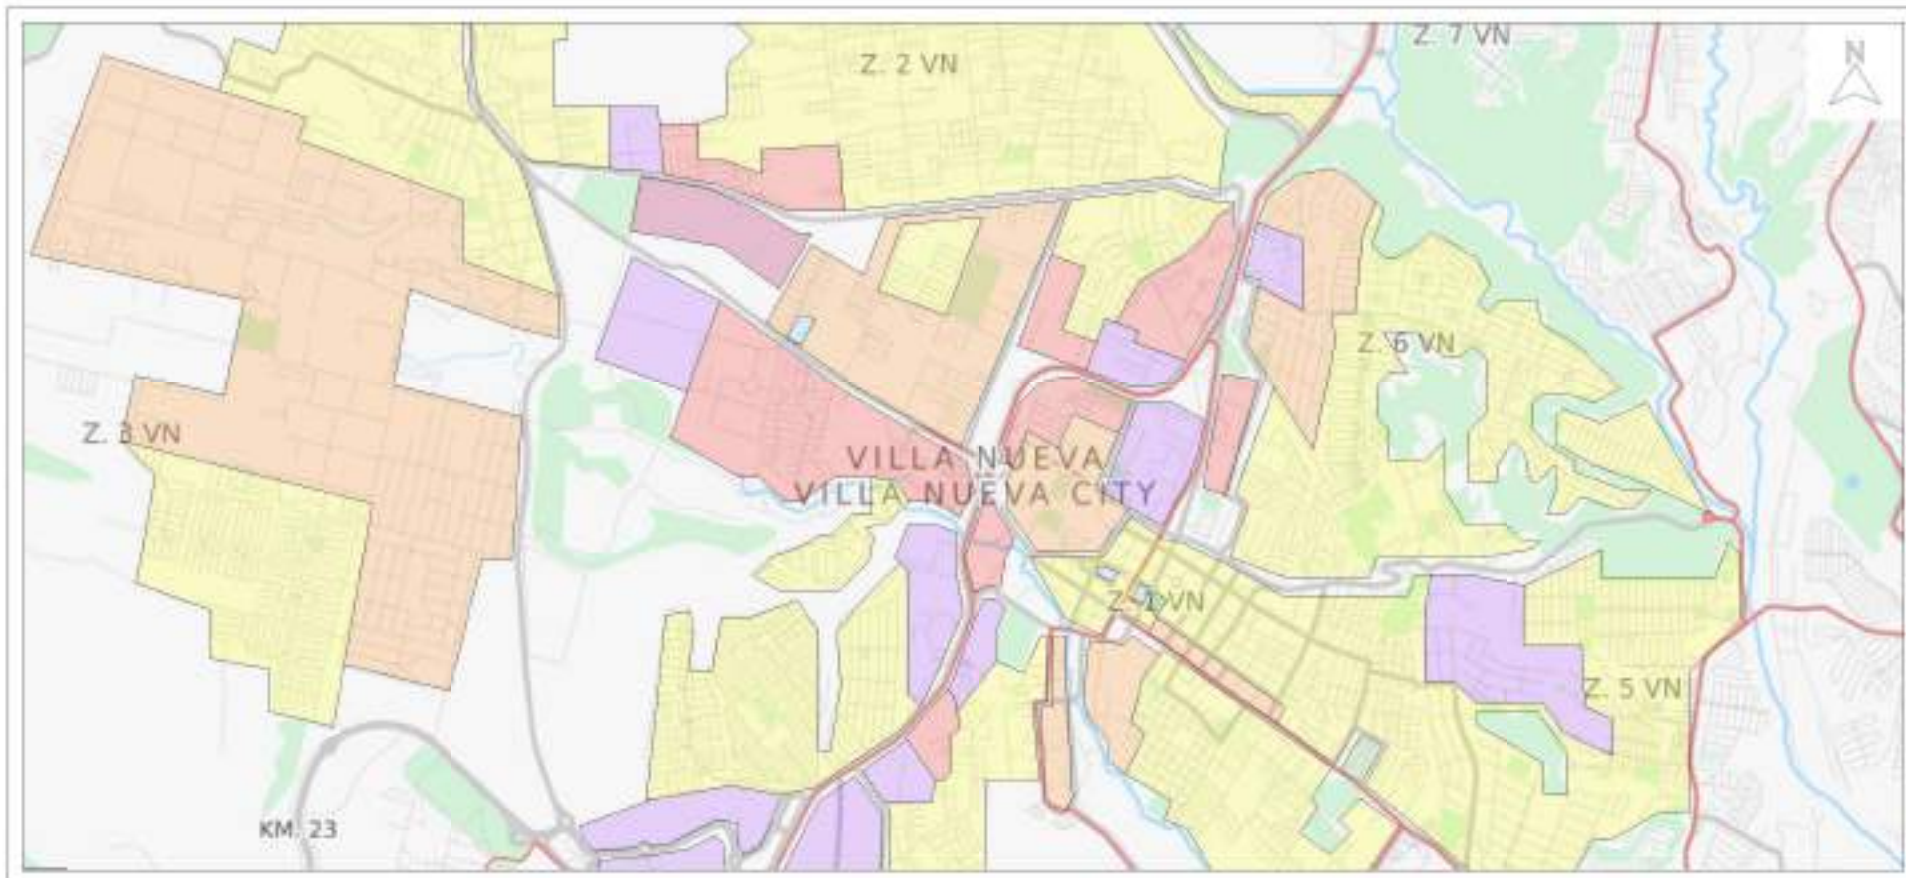 Z. 7 VN
N
Z. 2 VN
Z. 6 VN
Z. 3 VN
VILLA NUEVA
VILLA NUEVA CITY
Z. 1 VN
Z. 5 VN
KM. 23